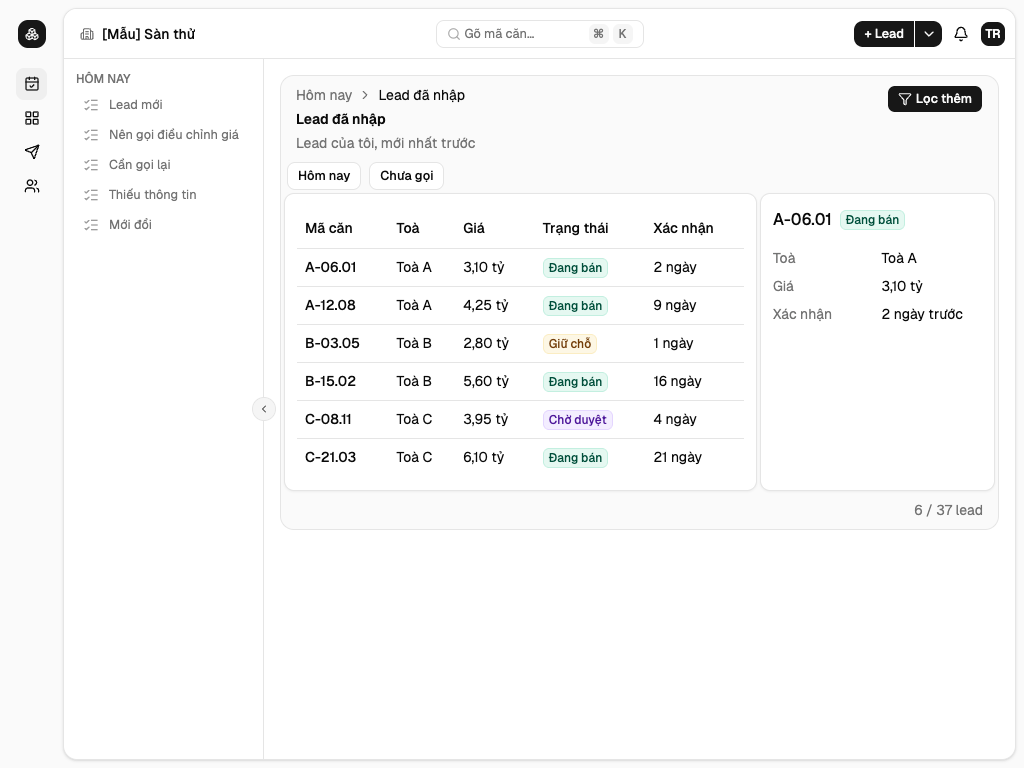 [Mẫu] Sàn thử
Gõ mã căn...
⌘ K
+ Lead
TR
HÔM NAY
Lead mới
Nên gọi điều chỉnh giá
Cần gọi lại
Thiếu thông tin
Mới đổi
Hôm nay > Lead đã nhập
Lead đã nhập
Lead của tôi, mới nhất trước
Lọc thêm
Hôm nay
Chưa gọi
Mã căn Toà Giá Trạng thái Xác nhận
A-06.01 Toà A 3,10 tỷ Đang bán 2 ngày
A-12.08 Toà A 4,25 tỷ Đang bán 9 ngày
B-03.05 Toà B 2,80 tỷ Giữ chỗ 1 ngày
B-15.02 Toà B 5,60 tỷ Đang bán 16 ngày
C-08.11 Toà C 3,95 tỷ Chờ duyệt 4 ngày
C-21.03 Toà C 6,10 tỷ Đang bán 21 ngày
A-06.01 Đang bán
Toà Toà A
Giá 3,10 tỷ
Xác nhận 2 ngày trước
6 / 37 lead